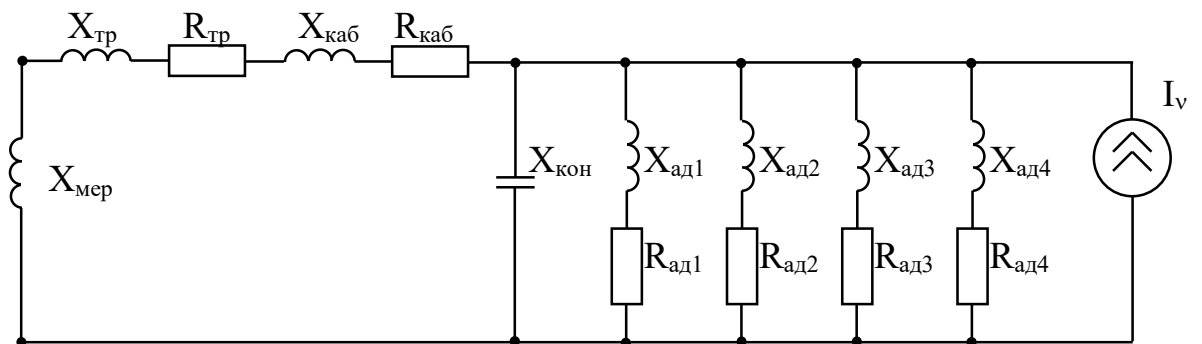 Xтр Rтр Xкаб Rкаб
Iν
Xмер Xкон Xад1 Xад2 Xад3 Xад4
Rад1 Rад2 Rад3 Rад4